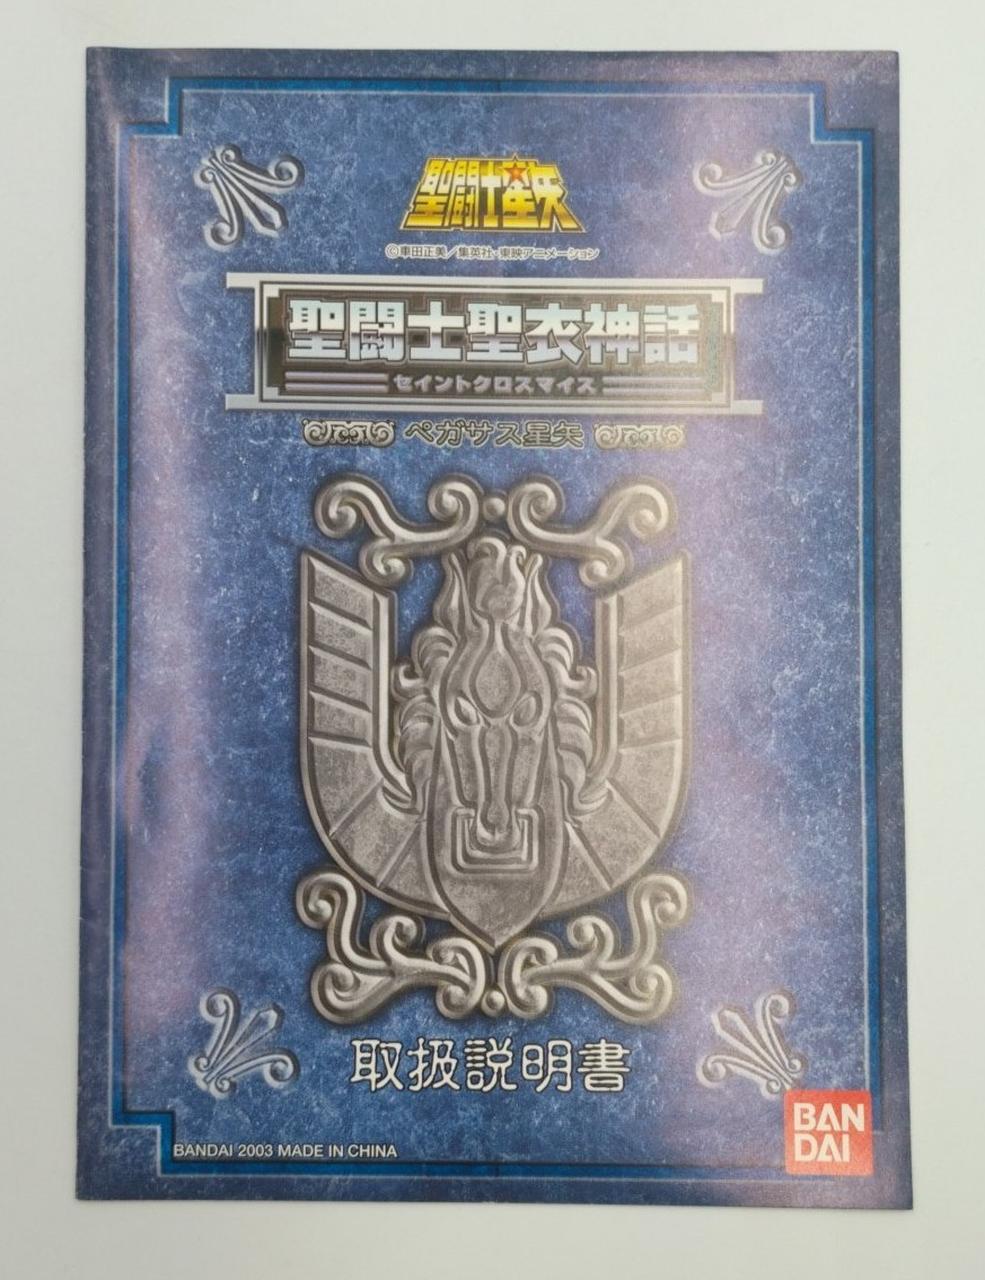 聖闘士星矢
©車田正美／集英社・東映アニメーション
聖闘士聖衣神話
セイントクロスマイス
ペガサス星矢
取扱説明書
BANDAI 2003 MADE IN CHINA
BAN
DAI